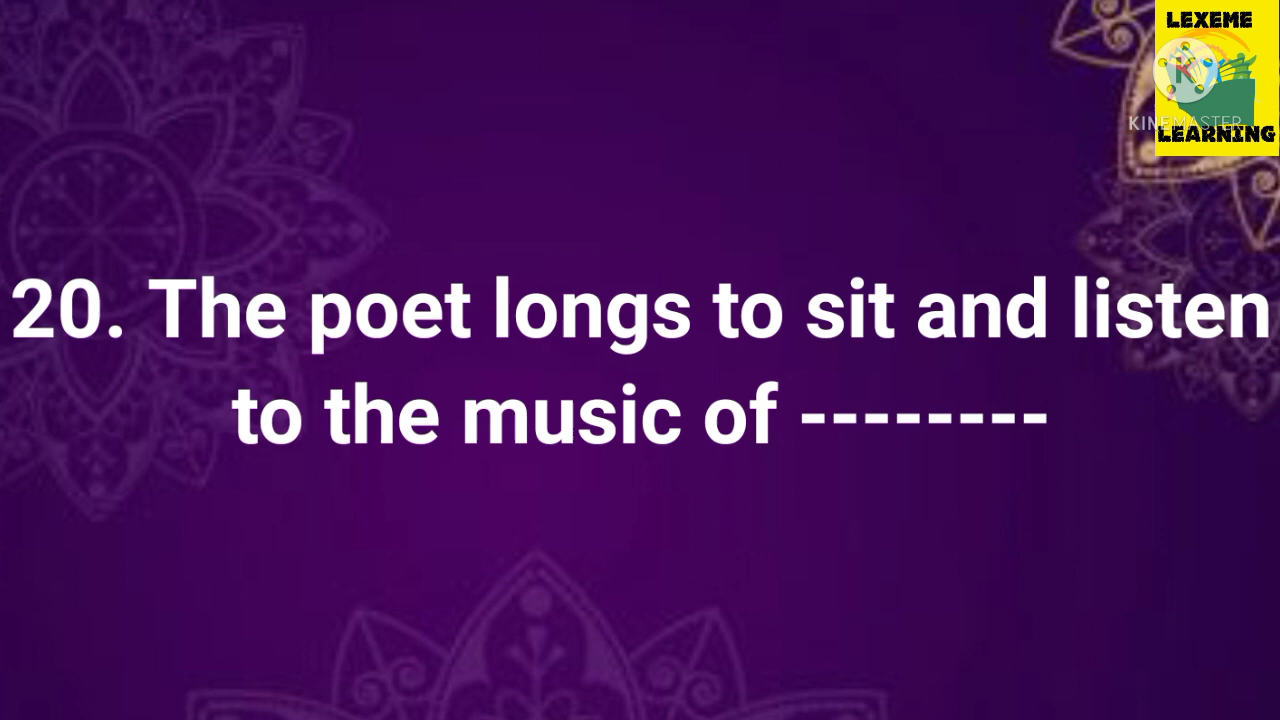 LEXEME
KINEMASTER
LEARNING
20. The poet longs to sit and listen
to the music of --------